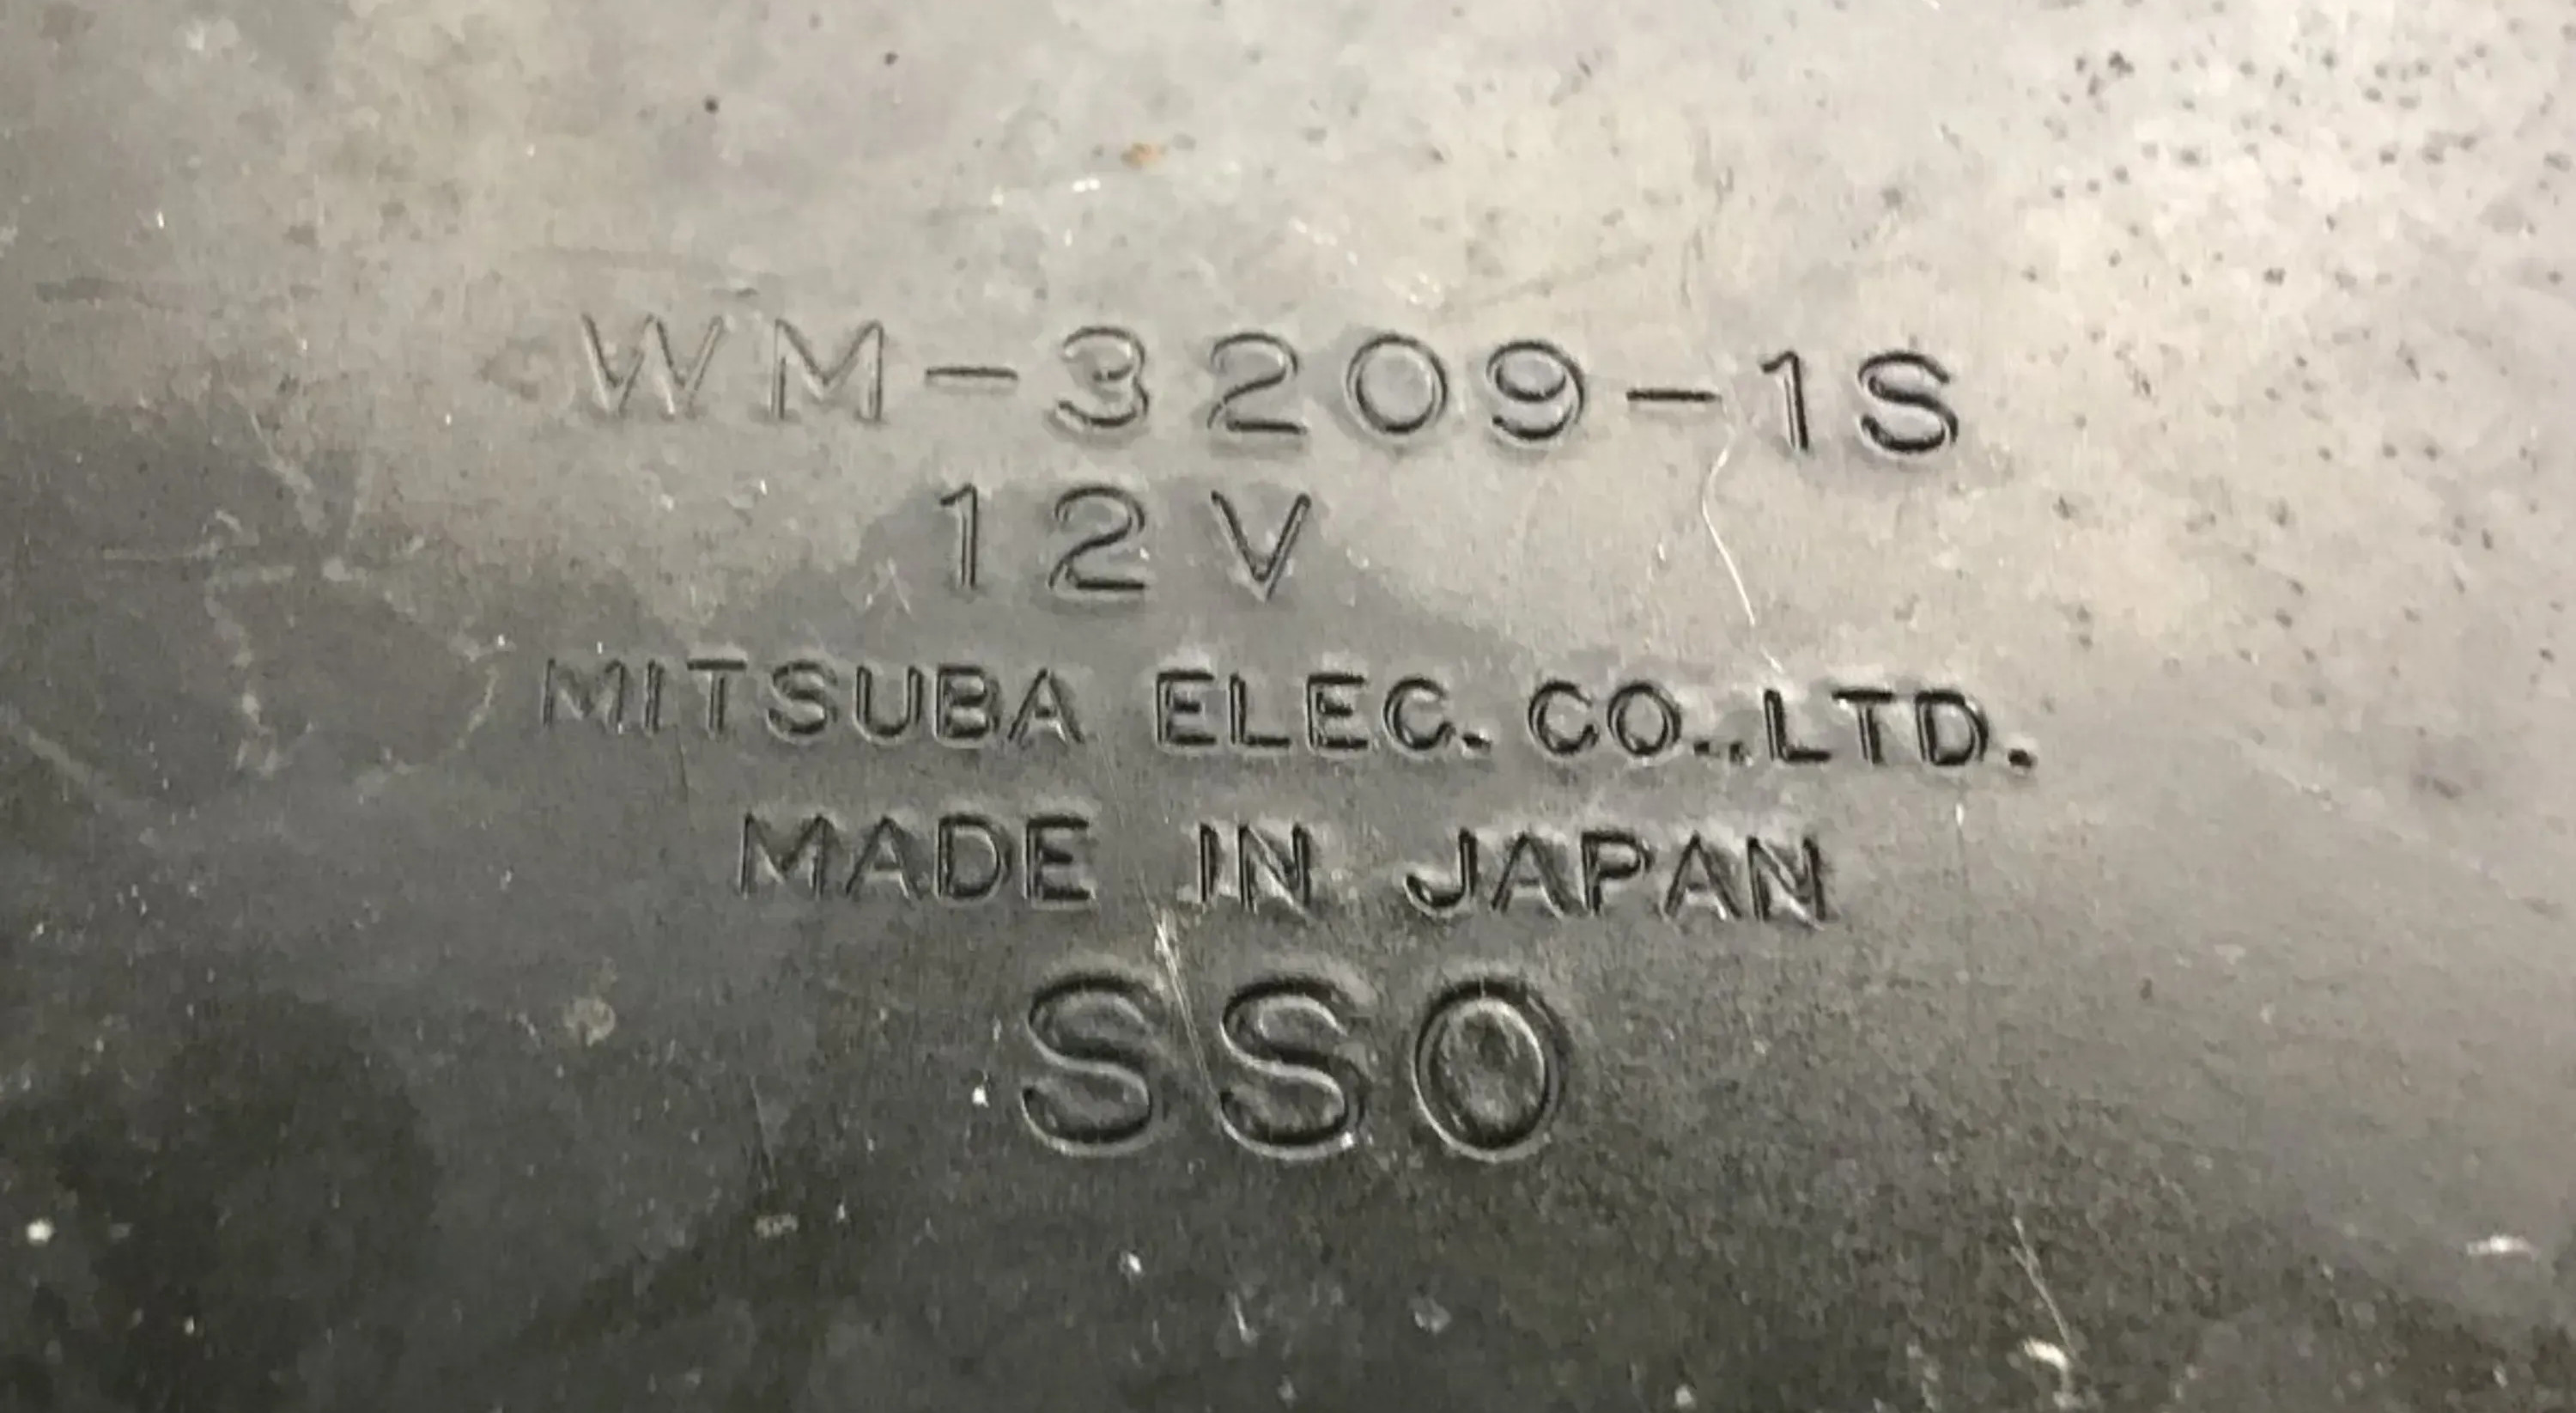 WM-3209-1S
12V
MITSUBA ELEC. CO.,LTD.
MADE IN JAPAN
SSO